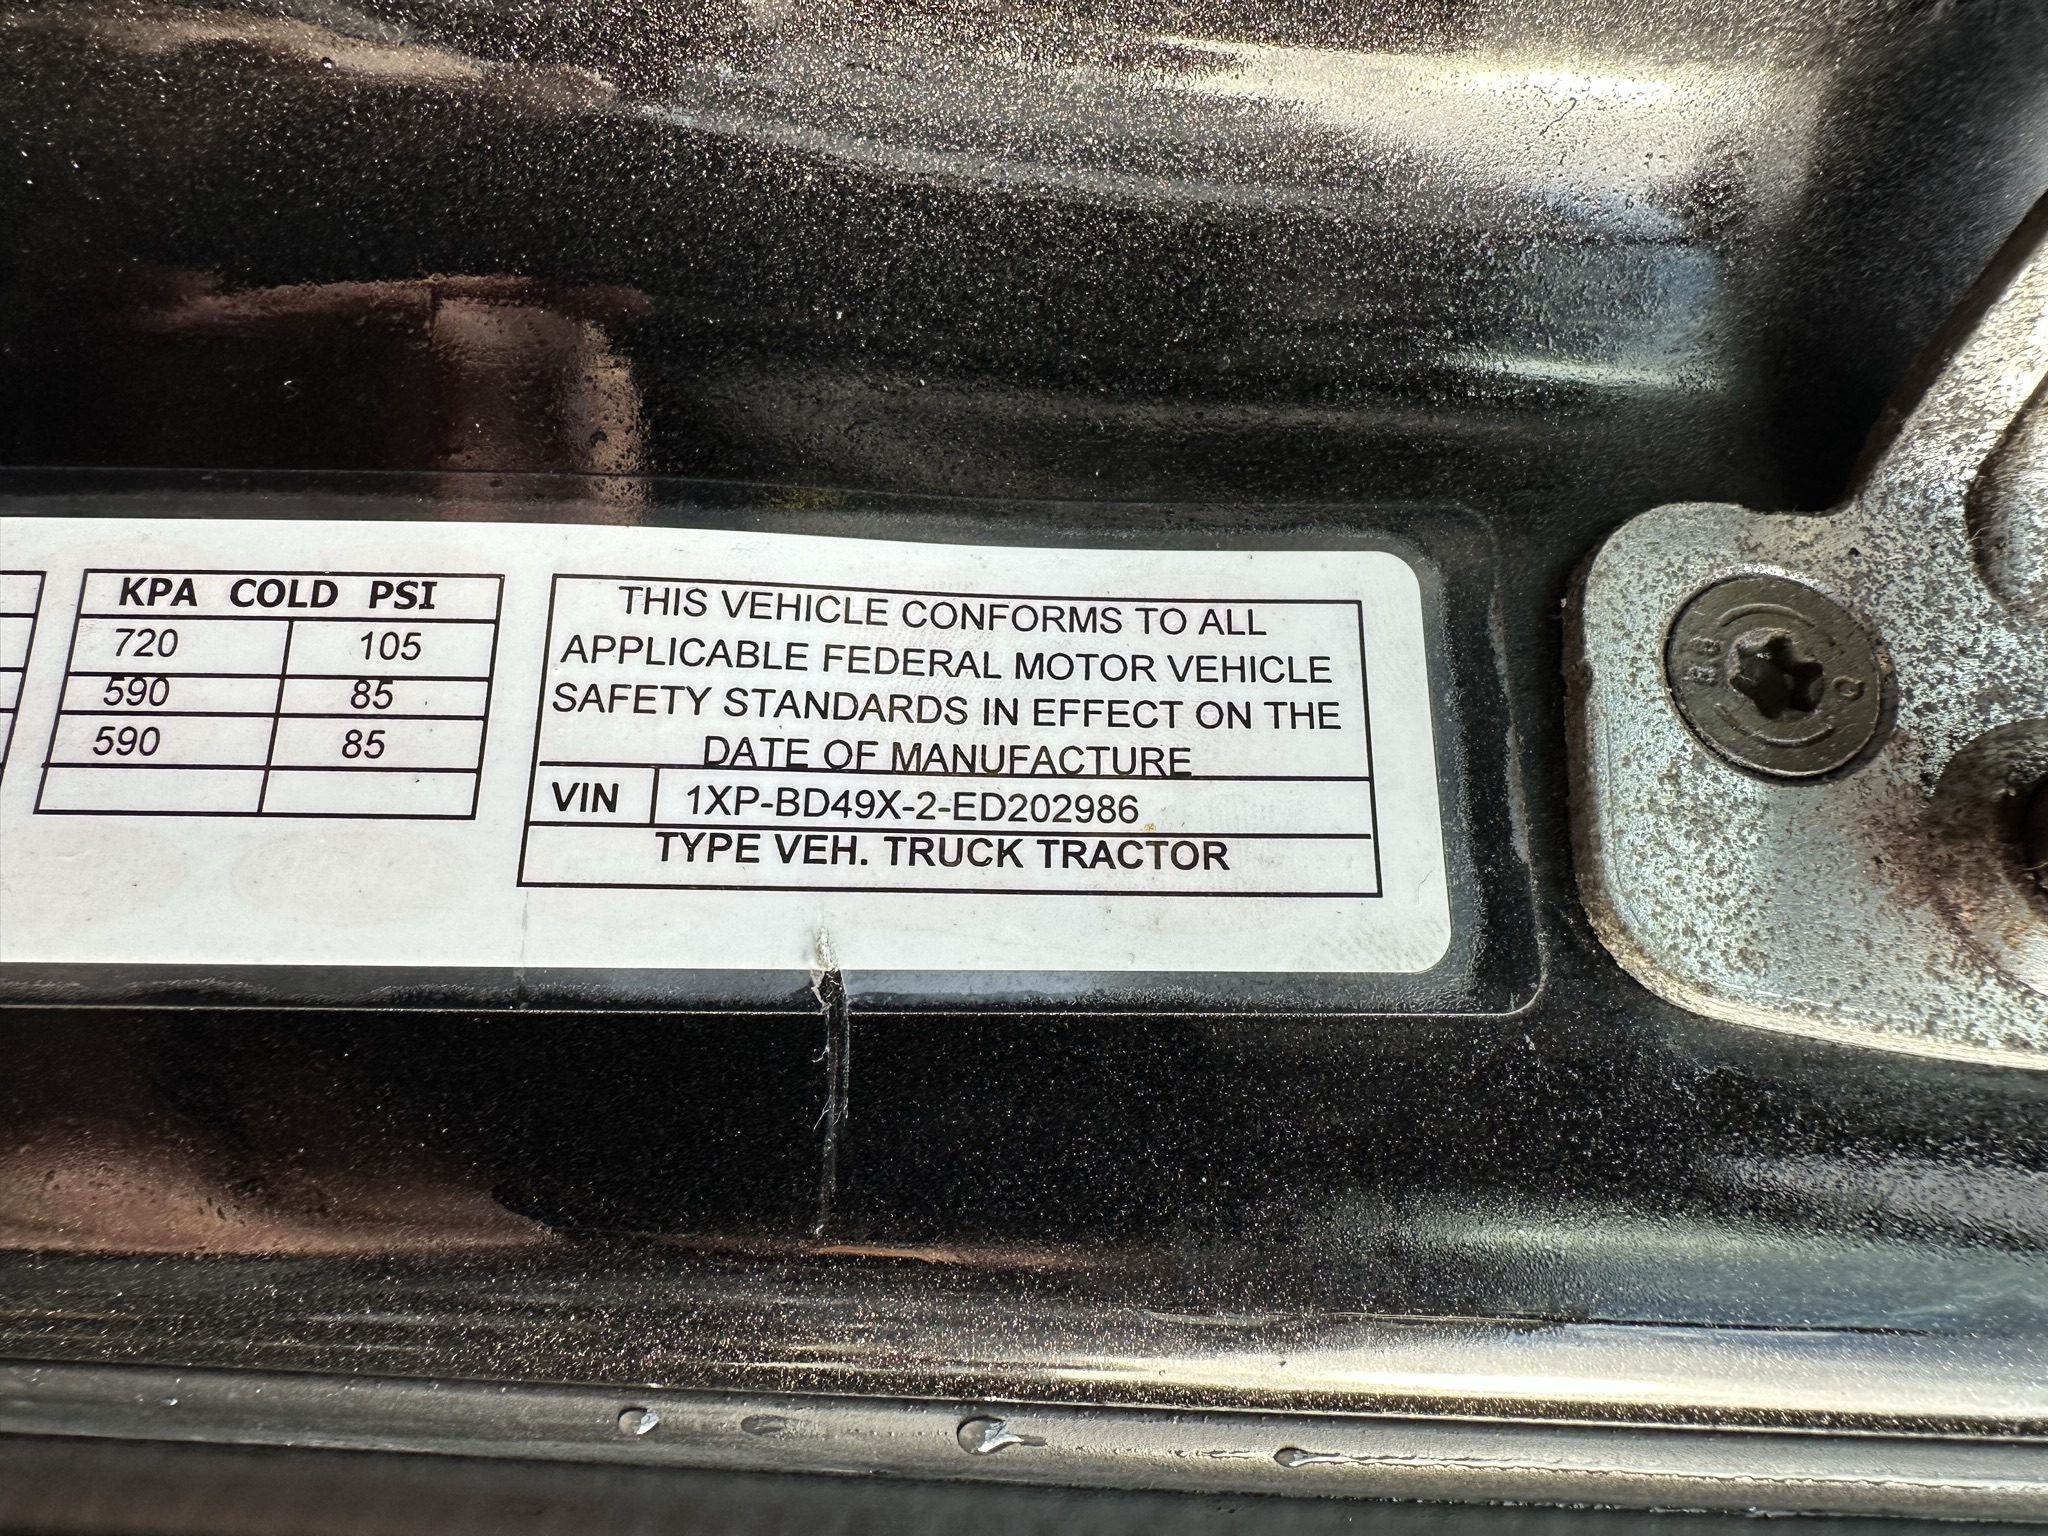 KPA COLD PSI
720 105
590 85
590 85
THIS VEHICLE CONFORMS TO ALL
APPLICABLE FEDERAL MOTOR VEHICLE
SAFETY STANDARDS IN EFFECT ON THE
DATE OF MANUFACTURE
VIN 1XP-BD49X-2-ED202986
TYPE VEH. TRUCK TRACTOR